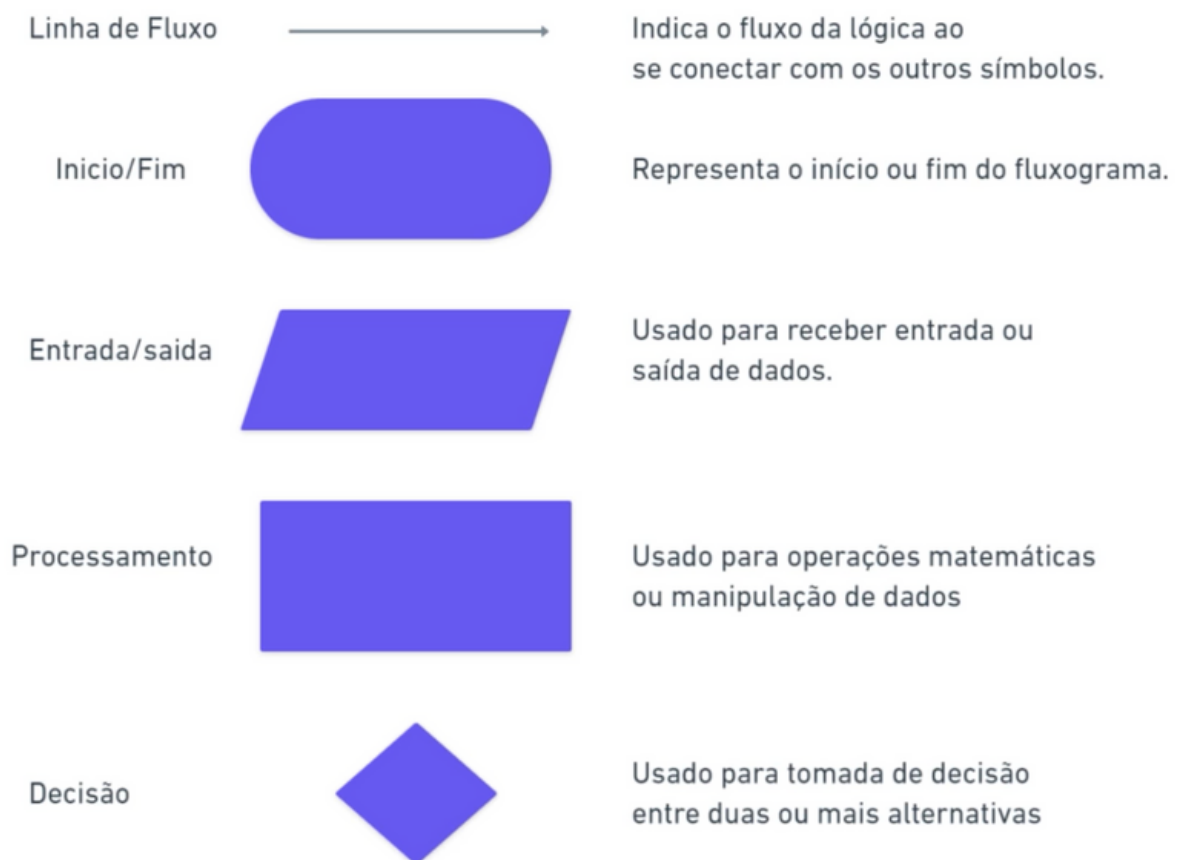 Linha de Fluxo
Indica o fluxo da lógica ao
se conectar com os outros símbolos.
Inicio/Fim
Representa o início ou fim do fluxograma.
Entrada/saida
Usado para receber entrada ou
saída de dados.
Processamento
Usado para operações matemáticas
ou manipulação de dados
Decisão
Usado para tomada de decisão
entre duas ou mais alternativas